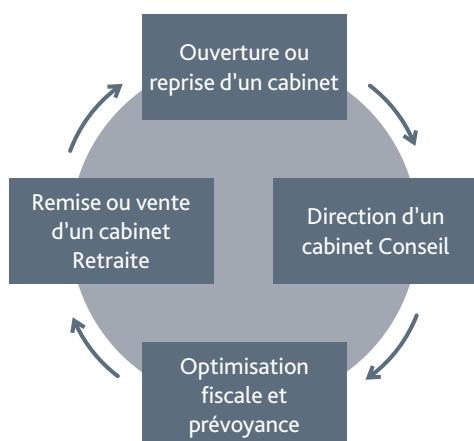 Ouverture ou
reprise d’un cabinet
Direction d’un
cabinet Conseil
Optimisation
fiscale et
prévoyance
Remise ou vente
d’un cabinet
Retraite